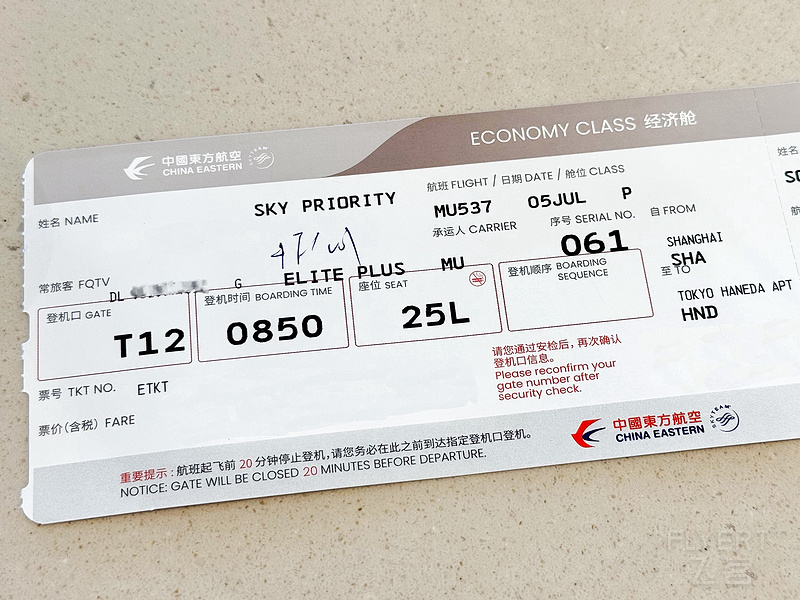 ECONOMY CLASS 经济舱
中國東方航空
CHINA EASTERN
SKYTEAM
姓名 NAME
SKY PRIORITY
航班 FLIGHT / 日期 DATE / 舱位 CLASS
MU537 05JUL P
姓名
承运人 CARRIER
序号 SERIAL NO.
自 FROM
061
SHANGHAI
SHA
常旅客 FQTV
DL
G
ELITE PLUS
MU
至 TO
TOKYO HANEDA APT
HND
登机口 GATE
T12
登机时间 BOARDING TIME
0850
座位 SEAT
25L
登机顺序 BOARDING SEQUENCE
票号 TKT NO.
ETKT
请您通过安检后，再次确认
登机口信息。
Please reconfirm your
gate number after
security check.
票价(含税) FARE
中國東方航空
CHINA EASTERN
SKYTEAM
重要提示：航班起飞前 20 分钟停止登机，请您务必在此之前到达指定登机口登机。
NOTICE: GATE WILL BE CLOSED 20 MINUTES BEFORE DEPARTURE.
FLYERT
飞客